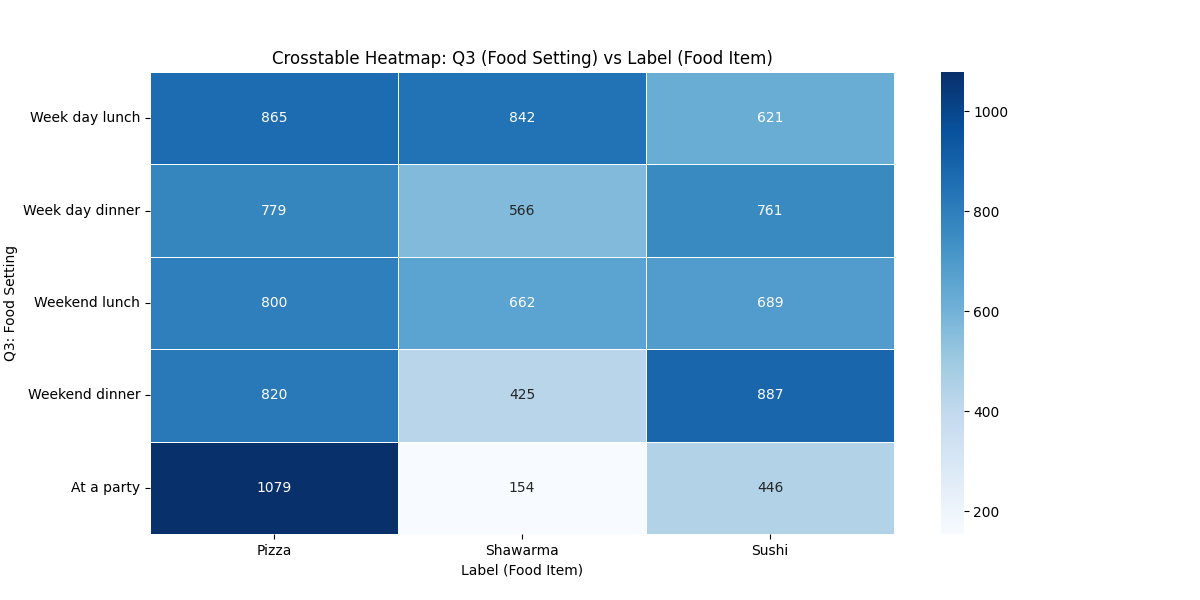 Crosstable Heatmap: Q3 (Food Setting) vs Label (Food Item)
Q3: Food Setting
Week day lunch 865 842 621
Week day dinner 779 566 761
Weekend lunch 800 662 689
Weekend dinner 820 425 887
At a party 1079 154 446
Pizza Shawarma Sushi
Label (Food Item)
1000
800
600
400
200